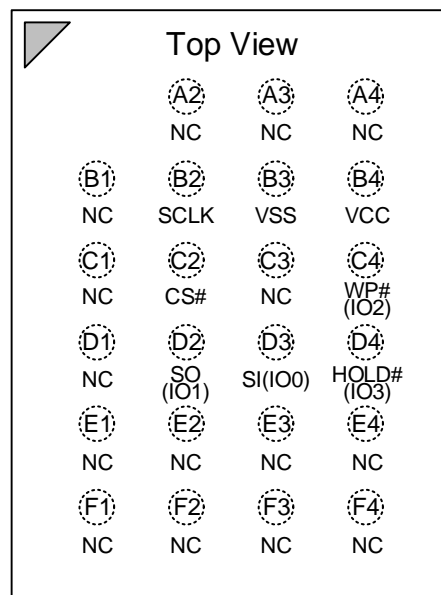 Top View
A2 A3 A4
NC NC NC
B1 B2 B3 B4
NC SCLK VSS VCC
C1 C2 C3 C4
NC CS# NC WP#
(IO2)
D1 D2 D3 D4
NC SO SI(IO0) HOLD#
(IO1) (IO3)
E1 E2 E3 E4
NC NC NC NC
F1 F2 F3 F4
NC NC NC NC